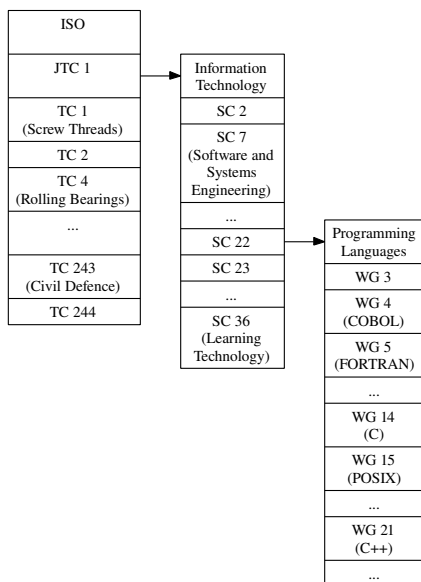 ISO
JTC 1
TC 1
(Screw Threads)
TC 2
TC 4
(Rolling Bearings)
...
TC 243
(Civil Defence)
TC 244
Information
Technology
SC 2
SC 7
(Software and
Systems
Engineering)
...
SC 22
SC 23
...
SC 36
(Learning
Technology)
Programming
Languages
WG 3
WG 4
(COBOL)
WG 5
(FORTRAN)
...
WG 14
(C)
WG 15
(POSIX)
...
WG 21
(C++)
...